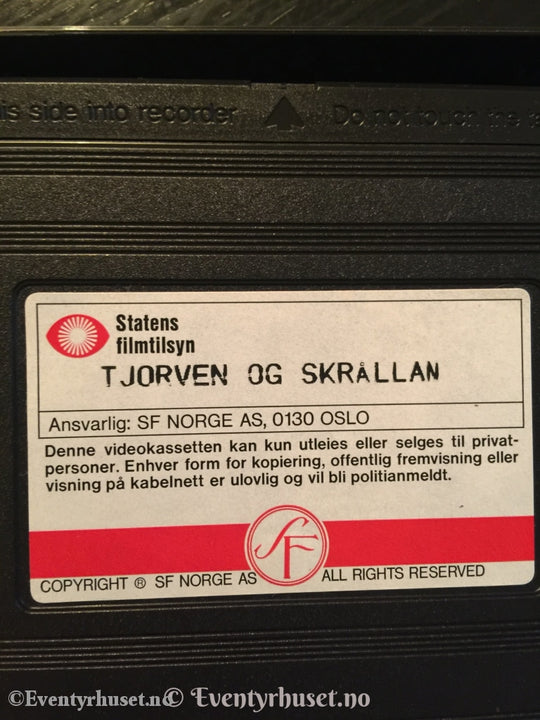 his side into recorder Do not touch the
Statens
filmtilsyn
TJORVEN OG SKRÅLLAN
Ansvarlig: SF NORGE AS, 0130 OSLO
Denne videokassetten kan kun utleies eller selges til privat-
personer. Enhver form for kopiering, offentlig fremvisning eller
visning på kabelnett er ulovlig og vil bli politianmeldt.
SF
COPYRIGHT ® SF NORGE AS ALL RIGHTS RESERVED
©Eventyrhuset.no © Eventyrhuset.no